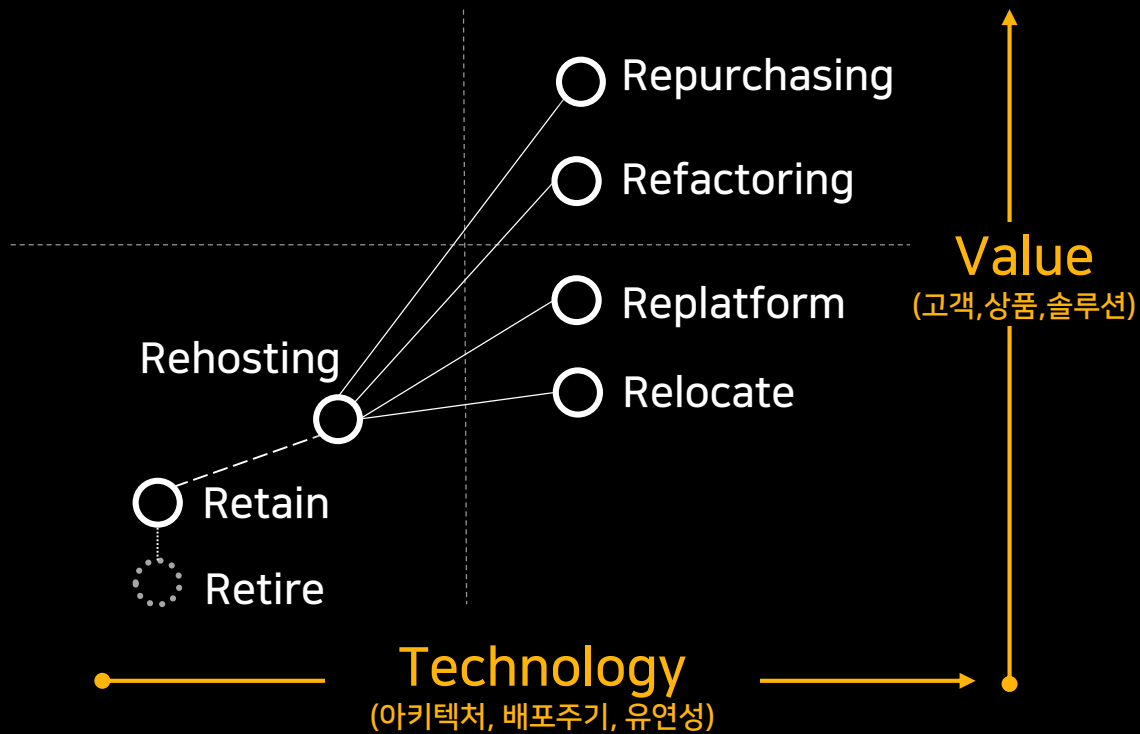 Repurchasing
Refactoring
Value
(고객,상품,솔루션)
Replatform
Rehosting
Relocate
Retain
Retire
Technology
(아키텍처, 배포주기, 유연성)